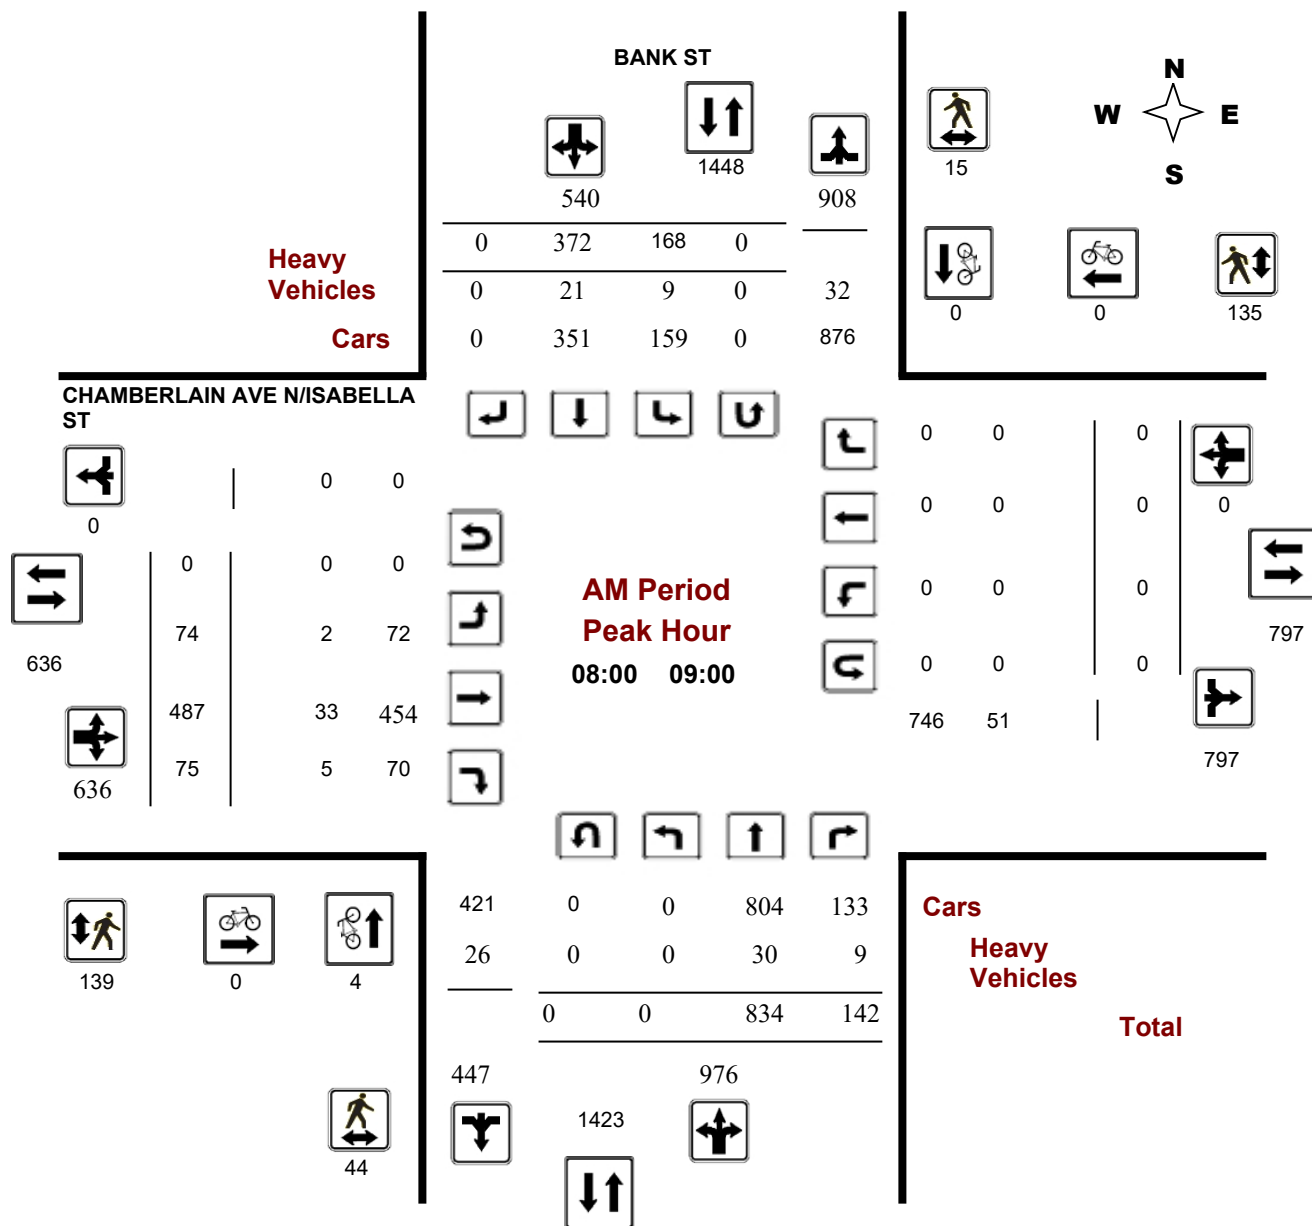 BANK ST
N
W E
S
1448
15
540 908
0 372 168 0
Heavy
Vehicles 0 21 9 0 32
Cars 0 351 159 0 876
0 0 135
CHAMBERLAIN AVE N/ISABELLA
ST
0 0 0
0 0
0 0 0 0
0
0 0 0
AM Period
0 0 0
74 2 72
Peak Hour
797
636
08:00 09:00
0 0 0
487 33 454
746 51
797
75 5 70
636
421 0 0 804 133 Cars
26 0 0 30 9 Heavy
Vehicles
139 0 4
0 0 834 142 Total
447 976
1423
44